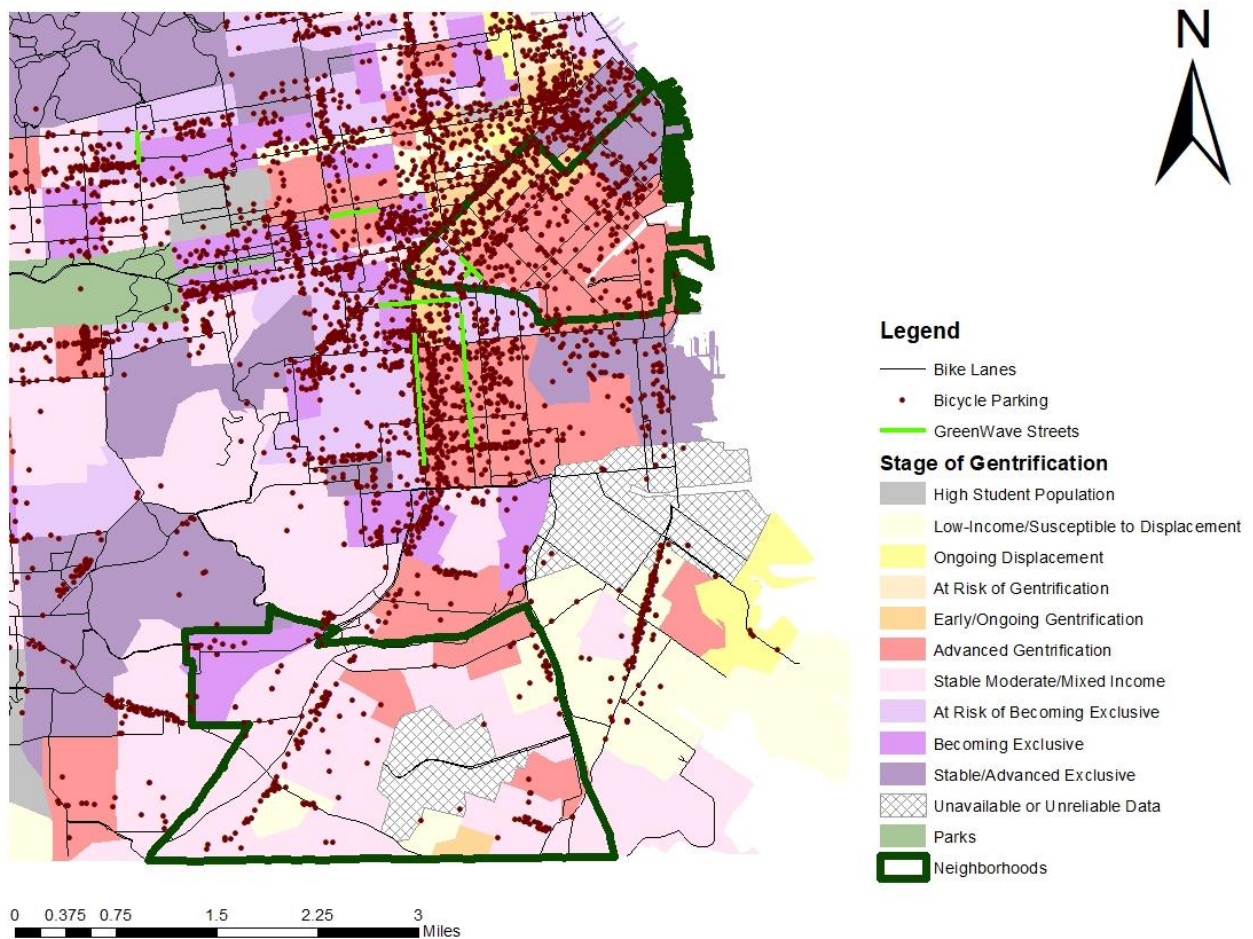 N
Legend
Bike Lanes
Bicycle Parking
GreenWave Streets
Stage of Gentrification
High Student Population
Low-Income/Susceptible to Displacement
Ongoing Displacement
At Risk of Gentrification
Early/Ongoing Gentrification
Advanced Gentrification
Stable Moderate/Mixed Income
At Risk of Becoming Exclusive
Becoming Exclusive
Stable/Advanced Exclusive
Unavailable or Unreliable Data
Parks
Neighborhoods
0 0.375 0.75 1.5 2.25 3
Miles